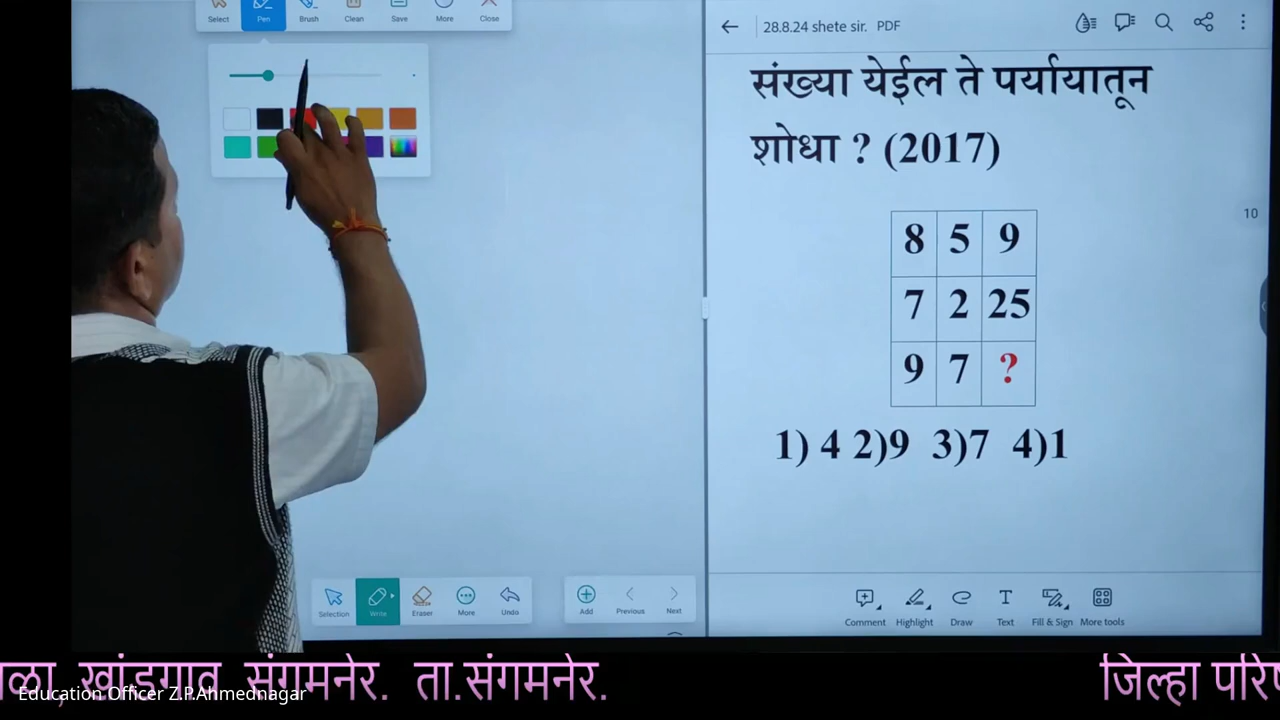 Select Pen Brush Clean Save More Close
28.8.24 shete sir. PDF
संख्या येईल ते पर्यायातून
शोधा ? (2017)
10
8 5 9
7 2 25
9 7 ?
1) 4 2)9 3)7 4)1
Selection Write Eraser More Undo Add Previous Next
Comment Highlight Draw Text Fill & Sign More tools
खांडगाव, संगमनेर. ता.संगमनेर.
जिल्हा
Education Officer Z.P.Ahmednagar